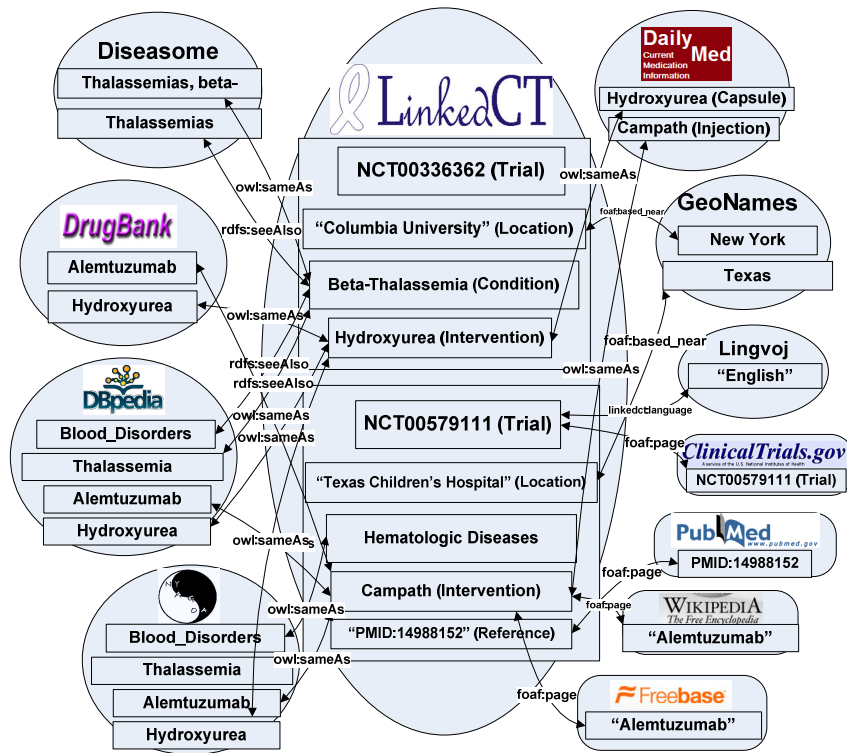 Diseasome
Thalassemias, beta-
Thalassemias
DrugBank
Alemtuzumab
Hydroxyurea
DBpedia
Blood_Disorders
Thalassemia
Alemtuzumab
Hydroxyurea
YAGO
Blood_Disorders
Thalassemia
Alemtuzumab
Hydroxyurea
owl:sameAs
rdfs:seeAlso
owl:sameAs
rdfs:seeAlso
rdfs:seeAlso
owl:sameAs
owl:sameAs
owl:sameAs
owl:sameAs
owl:sameAs
LinkedCT
NCT00336362 (Trial)
“Columbia University” (Location)
Beta-Thalassemia (Condition)
Hydroxyurea (Intervention)
NCT00579111 (Trial)
“Texas Children’s Hospital” (Location)
Hematologic Diseases
Campath (Intervention)
“PMID:14988152” (Reference)
owl:sameAs
foaf:based_near
foaf:based_near
owl:sameAs
linkedct:language
foaf:page
foaf:page
foaf:page
foaf:page
Daily
Med
Current
Medication
Information
Hydroxyurea (Capsule)
Campath (Injection)
GeoNames
New York
Texas
Lingvoj
“English”
ClinicalTrials.gov
A service of the U.S. National Institutes of Health
NCT00579111 (Trial)
PubMed
www.pubmed.gov
PMID:14988152
WIKIPEDIA
The Free Encyclopedia
“Alemtuzumab”
Freebase
“Alemtuzumab”